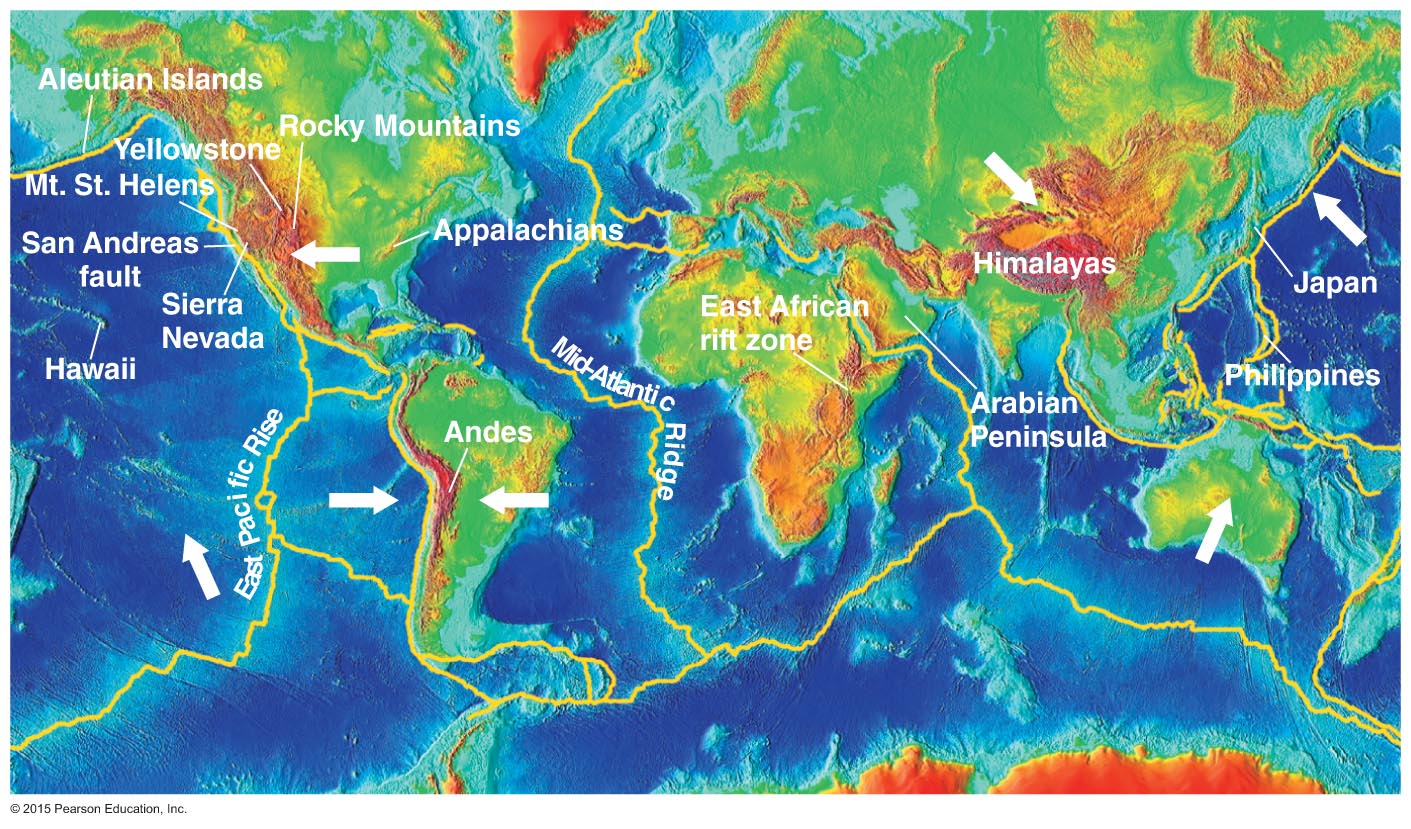 Aleutian Islands
Rocky Mountains
Yellowstone
Mt. St. Helens
Appalachians
San Andreas
fault
Sierra
Nevada
Hawaii
Himalayas
Japan
East African
rift zone
Mid-Atlantic Ridge
Philippines
Arabian
Peninsula
Andes
East Pacific Rise
© 2015 Pearson Education, Inc.